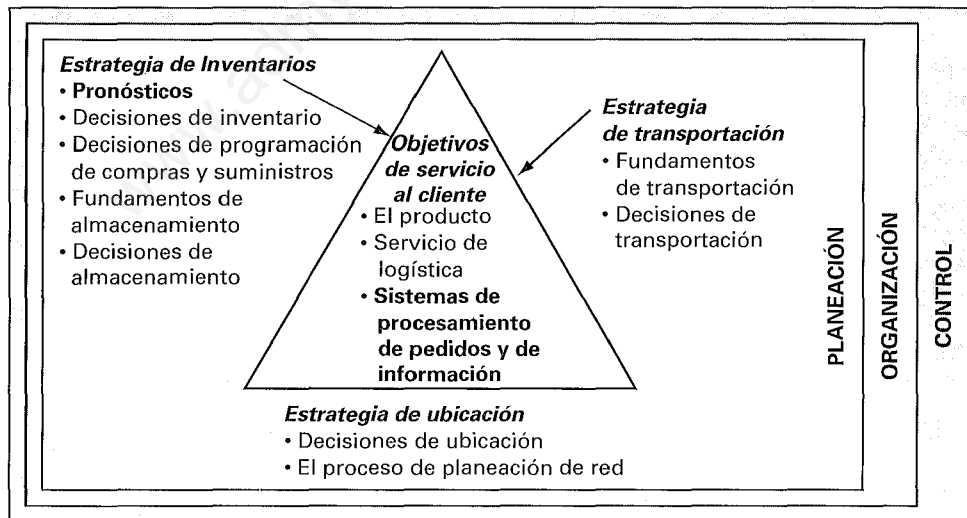 Estrategia de Inventarios
• Pronósticos
• Decisiones de inventario
• Decisiones de programación
de compras y suministros
• Fundamentos de
almacenamiento
• Decisiones de
almacenamiento
Objetivos
de servicio
al cliente
• El producto
• Servicio de
logística
• Sistemas de
procesamiento
de pedidos y de
información
Estrategia
de transportación
• Fundamentos
de transportación
• Decisiones de
transportación
Estrategia de ubicación
• Decisiones de ubicación
• El proceso de planeación de red
PLANEACIÓN
ORGANIZACIÓN
CONTROL